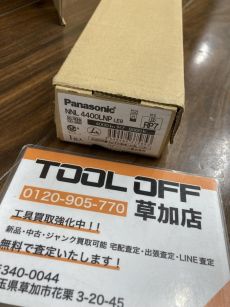 Panasonic
NNL 4400LNP LE9
RP7
TOOL OFF
0120-905-770 草加店
工具買取強化中!!
新品・中古・ジャンク買取可能 宅配査定・出張査定・LINE査定
無料で査定いたします!
〒340-0044
玉県草加市花栗 3-20-45